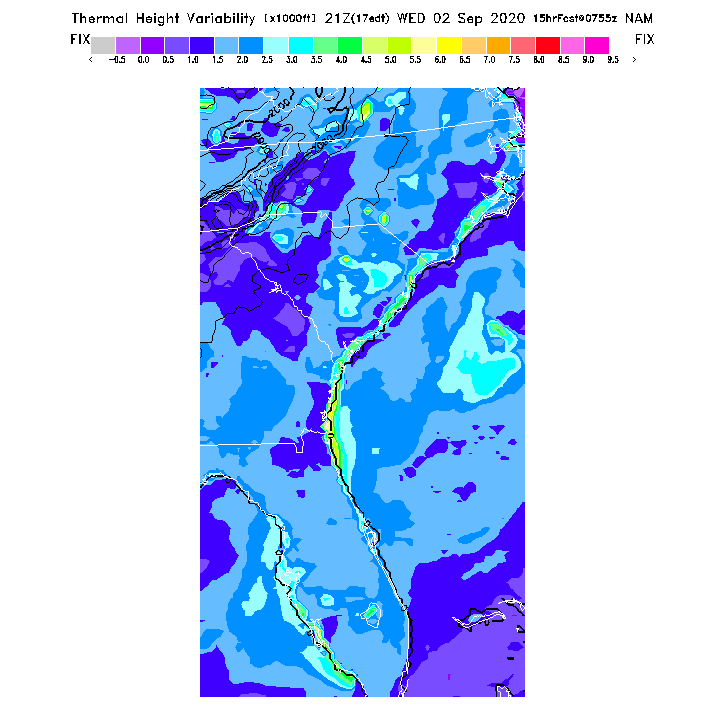 Thermal Height Variability [x1000ft] 21Z(17edt) WED 02 Sep 2020 15hrFcst@0755z NAM
FIX FIX
< -0.5 0.0 0.5 1.0 1.5 2.0 2.5 3.0 3.5 4.0 4.5 5.0 5.5 6.0 6.5 7.0 7.5 8.0 8.5 9.0 9.5 >
2000